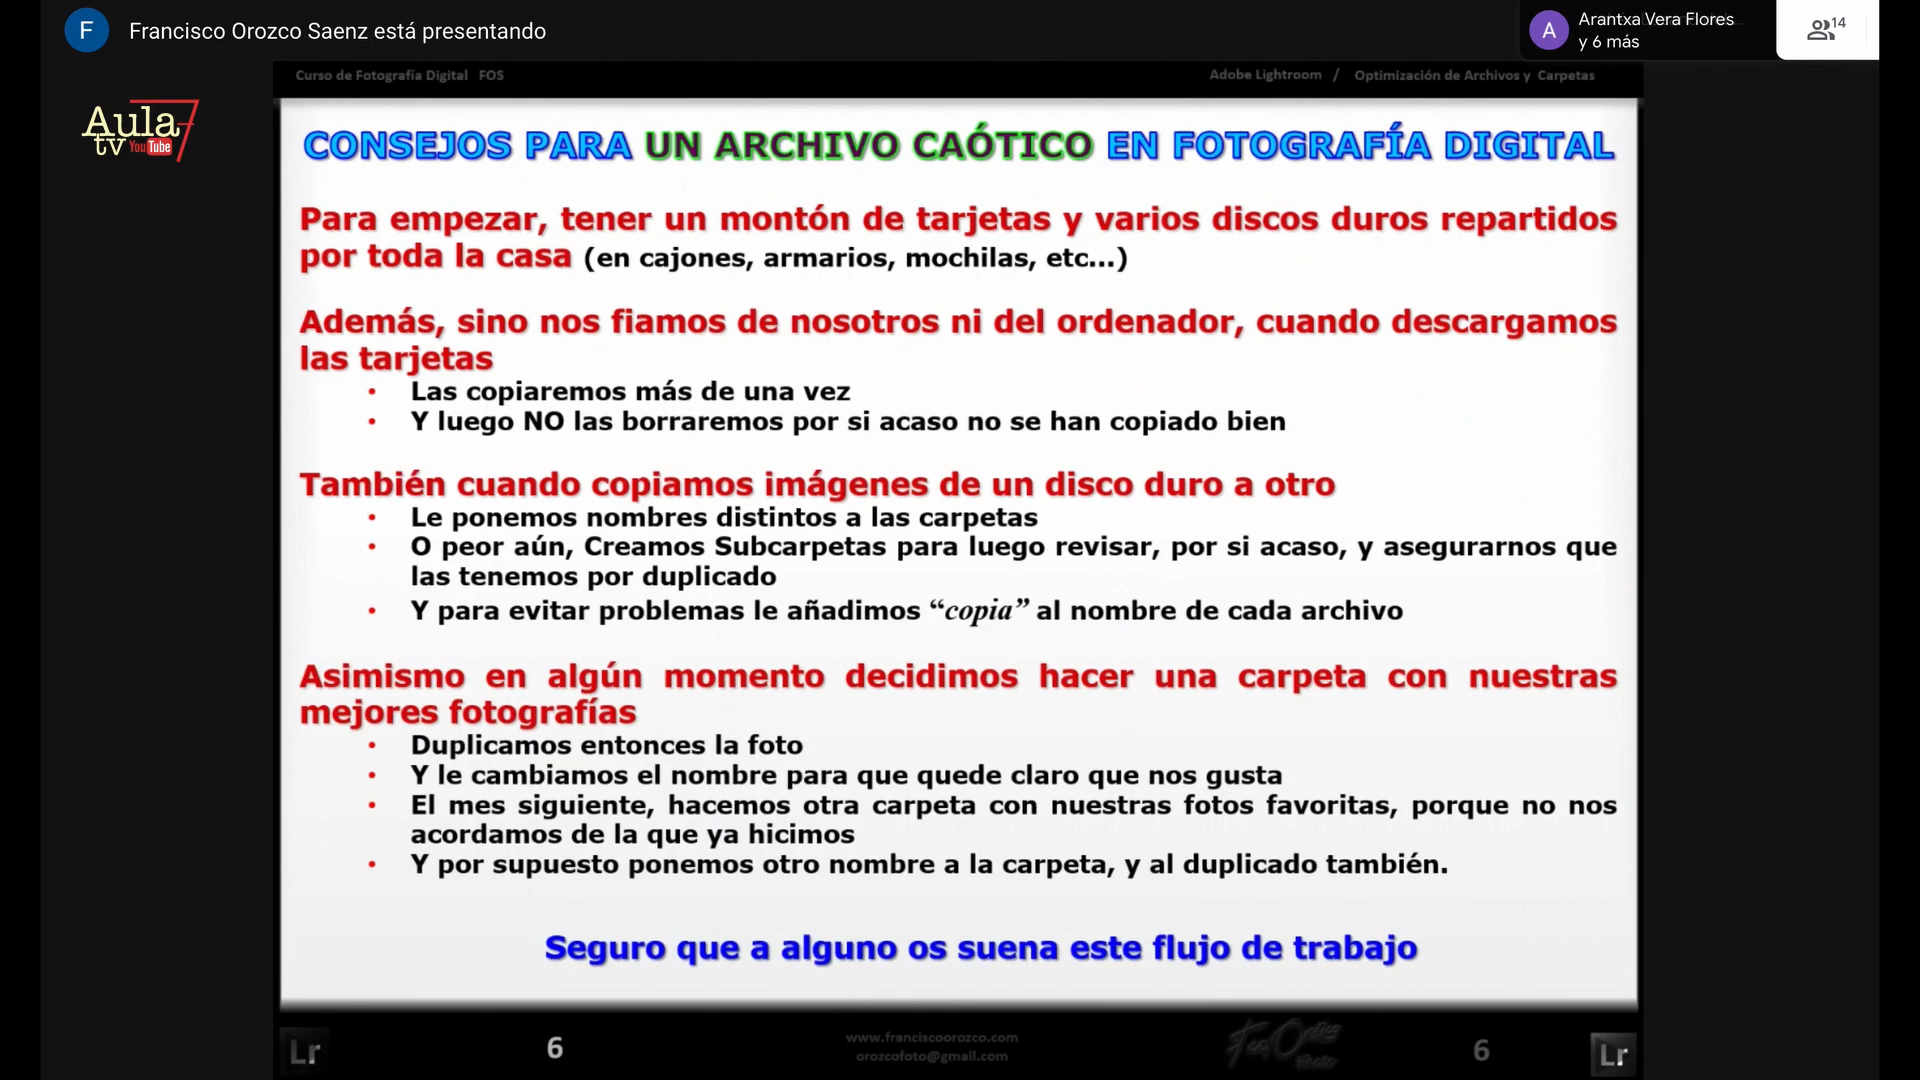 F
Francisco Orozco Saenz está presentando
A
Arantxa Vera Flores
y 6 más
14
Curso de Fotografía Digital FOS
Adobe Lightroom / Optimización de Archivos y Carpetas
Aula 7
tv YouTube
CONSEJOS PARA UN ARCHIVO CAÓTICO EN FOTOGRAFÍA DIGITAL
Para empezar, tener un montón de tarjetas y varios discos duros repartidos
por toda la casa (en cajones, armarios, mochilas, etc...)
Además, sino nos fiamos de nosotros ni del ordenador, cuando descargamos
las tarjetas
• Las copiaremos más de una vez
• Y luego NO las borraremos por si acaso no se han copiado bien
También cuando copiamos imágenes de un disco duro a otro
• Le ponemos nombres distintos a las carpetas
• O peor aún, Creamos Subcarpetas para luego revisar, por si acaso, y asegurarnos que
las tenemos por duplicado
• Y para evitar problemas le añadimos “copia” al nombre de cada archivo
Asimismo en algún momento decidimos hacer una carpeta con nuestras
mejores fotografías
• Duplicamos entonces la foto
• Y le cambiamos el nombre para que quede claro que nos gusta
• El mes siguiente, hacemos otra carpeta con nuestras fotos favoritas, porque no nos
acordamos de la que ya hicimos
• Y por supuesto ponemos otro nombre a la carpeta, y al duplicado también.
Seguro que a alguno os suena este flujo de trabajo
Lr
6
www.franciscoorozco.com
orozcofoto@gmail.com
6
Lr